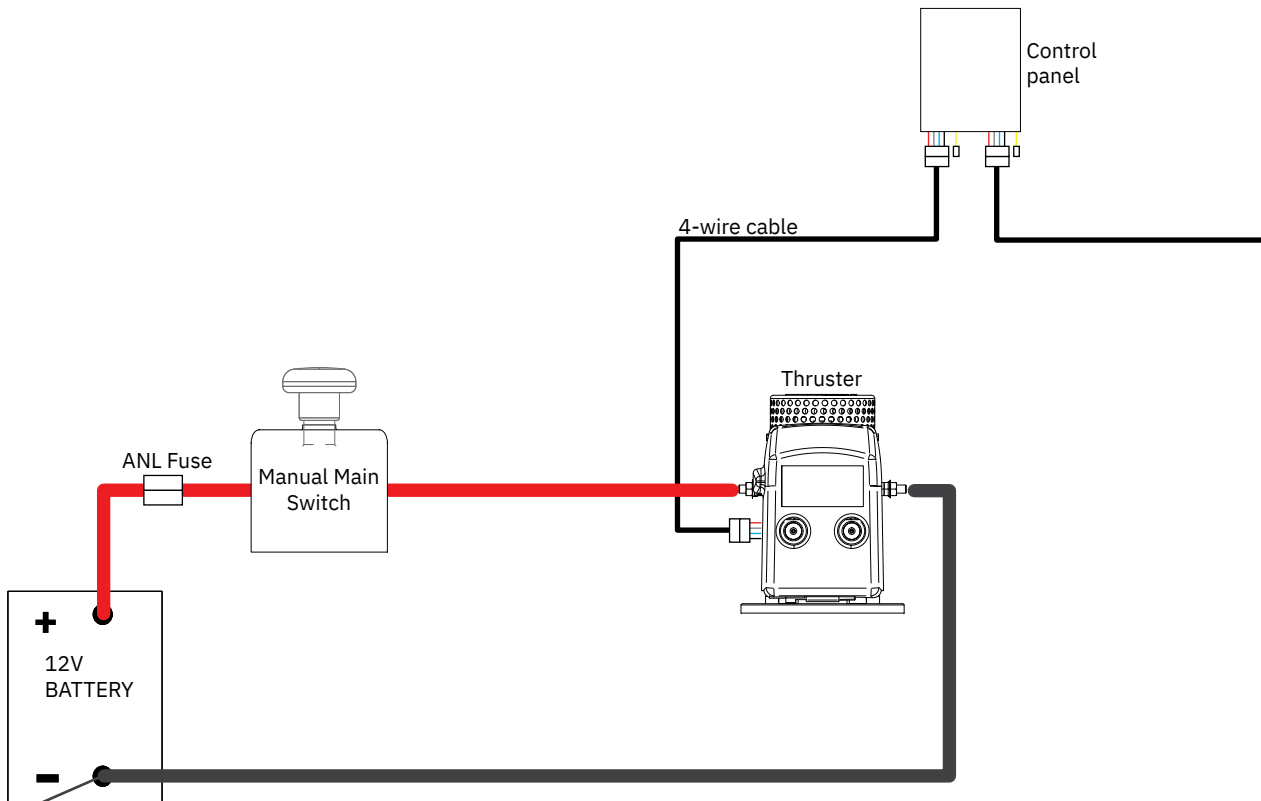 Control
panel
4-wire cable
Thruster
ANL Fuse
Manual Main
Switch
+
12V
BATTERY
-